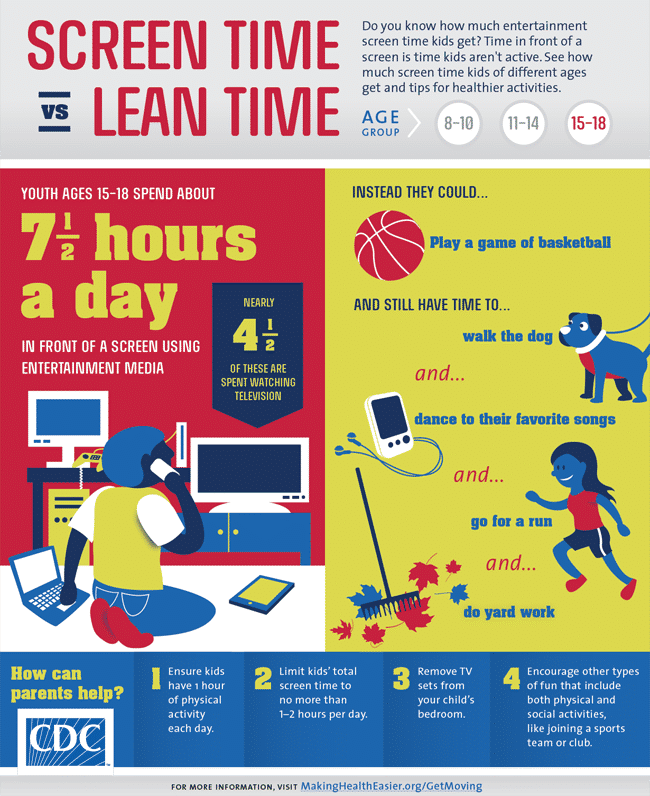 SCREEN TIME
vs LEAN TIME
Do you know how much entertainment
screen time kids get? Time in front of a
screen is time kids aren't active. See how
much screen time kids of different ages
get and tips for healthier activities.
AGE
GROUP
8–10
11–14
15–18
YOUTH AGES 15-18 SPEND ABOUT
7 1/2 hours
a day
IN FRONT OF A SCREEN USING
ENTERTAINMENT MEDIA
NEARLY
4 1/2
OF THESE ARE
SPENT WATCHING
TELEVISION
INSTEAD THEY COULD...
Play a game of basketball
AND STILL HAVE TIME TO...
walk the dog
and...
dance to their favorite songs
and...
go for a run
and...
do yard work
How can
parents help?
CDC
TM
1
Ensure kids
have 1 hour
of physical
activity
each day.
2
Limit kids' total
screen time to
no more than
1–2 hours per day.
3
Remove TV
sets from
your child's
bedroom.
4
Encourage other types
of fun that include
both physical and
social activities,
like joining a sports
team or club.
FOR MORE INFORMATION, VISIT MakingHealthEasier.org/GetMoving